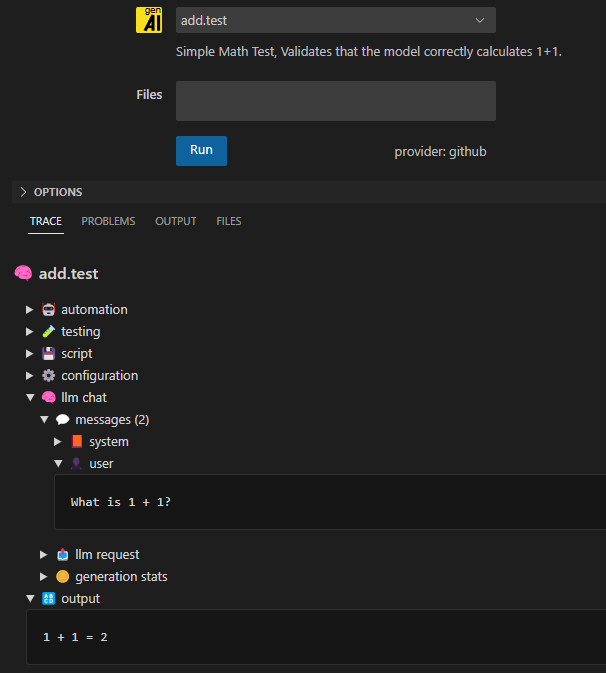 gen
AI
add.test
Simple Math Test, Validates that the model correctly calculates 1+1.
Files
Run
provider: github
OPTIONS
TRACE PROBLEMS OUTPUT FILES
add.test
automation
testing
script
configuration
llm chat
messages (2)
system
user
What is 1 + 1?
llm request
generation stats
output
1 + 1 = 2